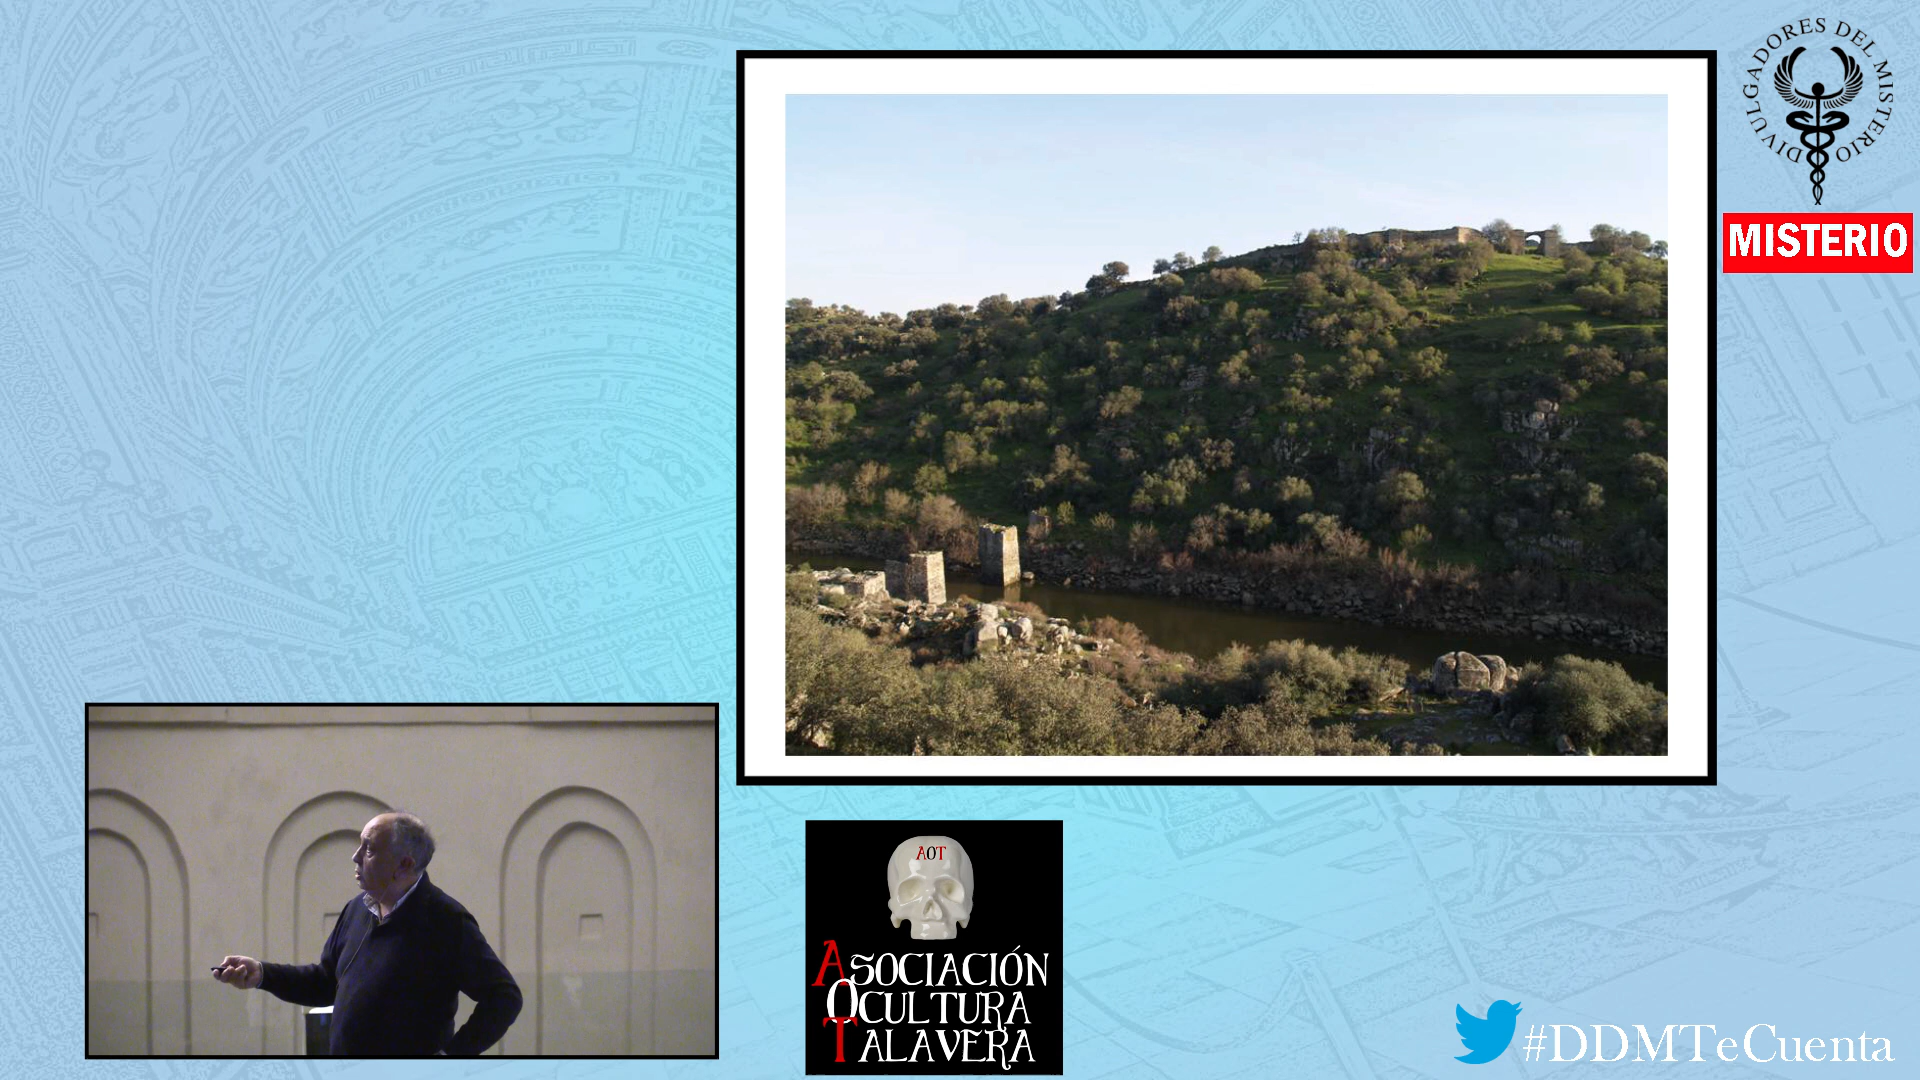 DIVULGADORES DEL MISTERIO
MISTERIO
AOT
ASOCIACIÓN
OCULTURA
TALAVERA
#DDMTeCuenta